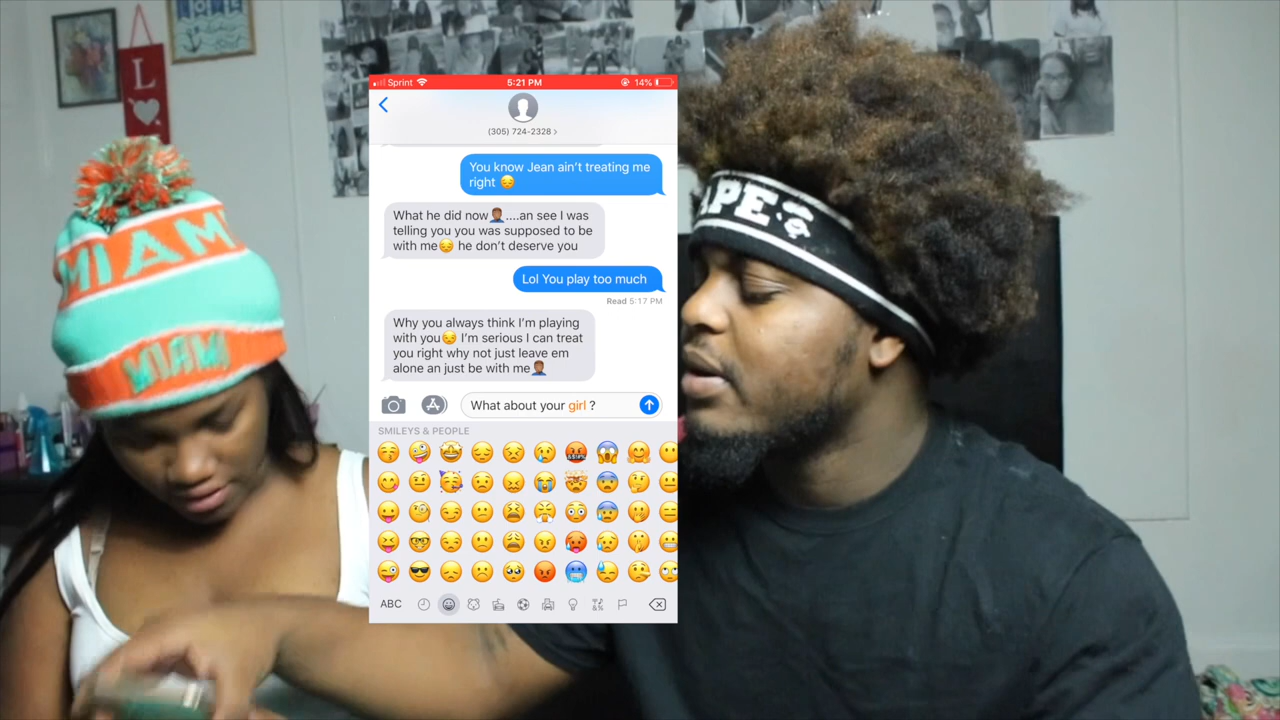 LOVE
L
MIAMI
MIAMI
APE
Sprint
5:21 PM
14%
(305) 724-2328 >
You know Jean ain't treating me
right 😔
What he did now🤦🏾‍♂️....an see I was
telling you you was supposed to be
with me😔 he don't deserve you
Lol You play too much
Read 5:17 PM
Why you always think I'm playing
with you😔 I'm serious I can treat
you right why not just leave em
alone an just be with me🤦🏾‍♂️
What about your girl ?
SMILEYS & PEOPLE
ABC